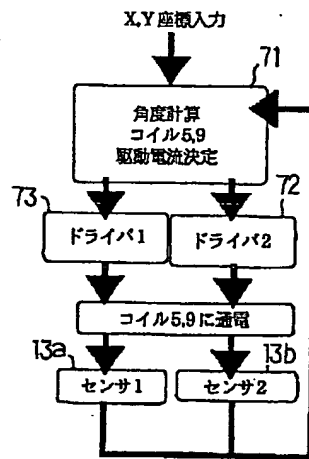 X,Y 座標入力
71
角度計算
コイル5,9
駆動電流決定
73
72
ドライバ1
ドライバ2
コイル5,9に通電
13a
13b
センサ1
センサ2